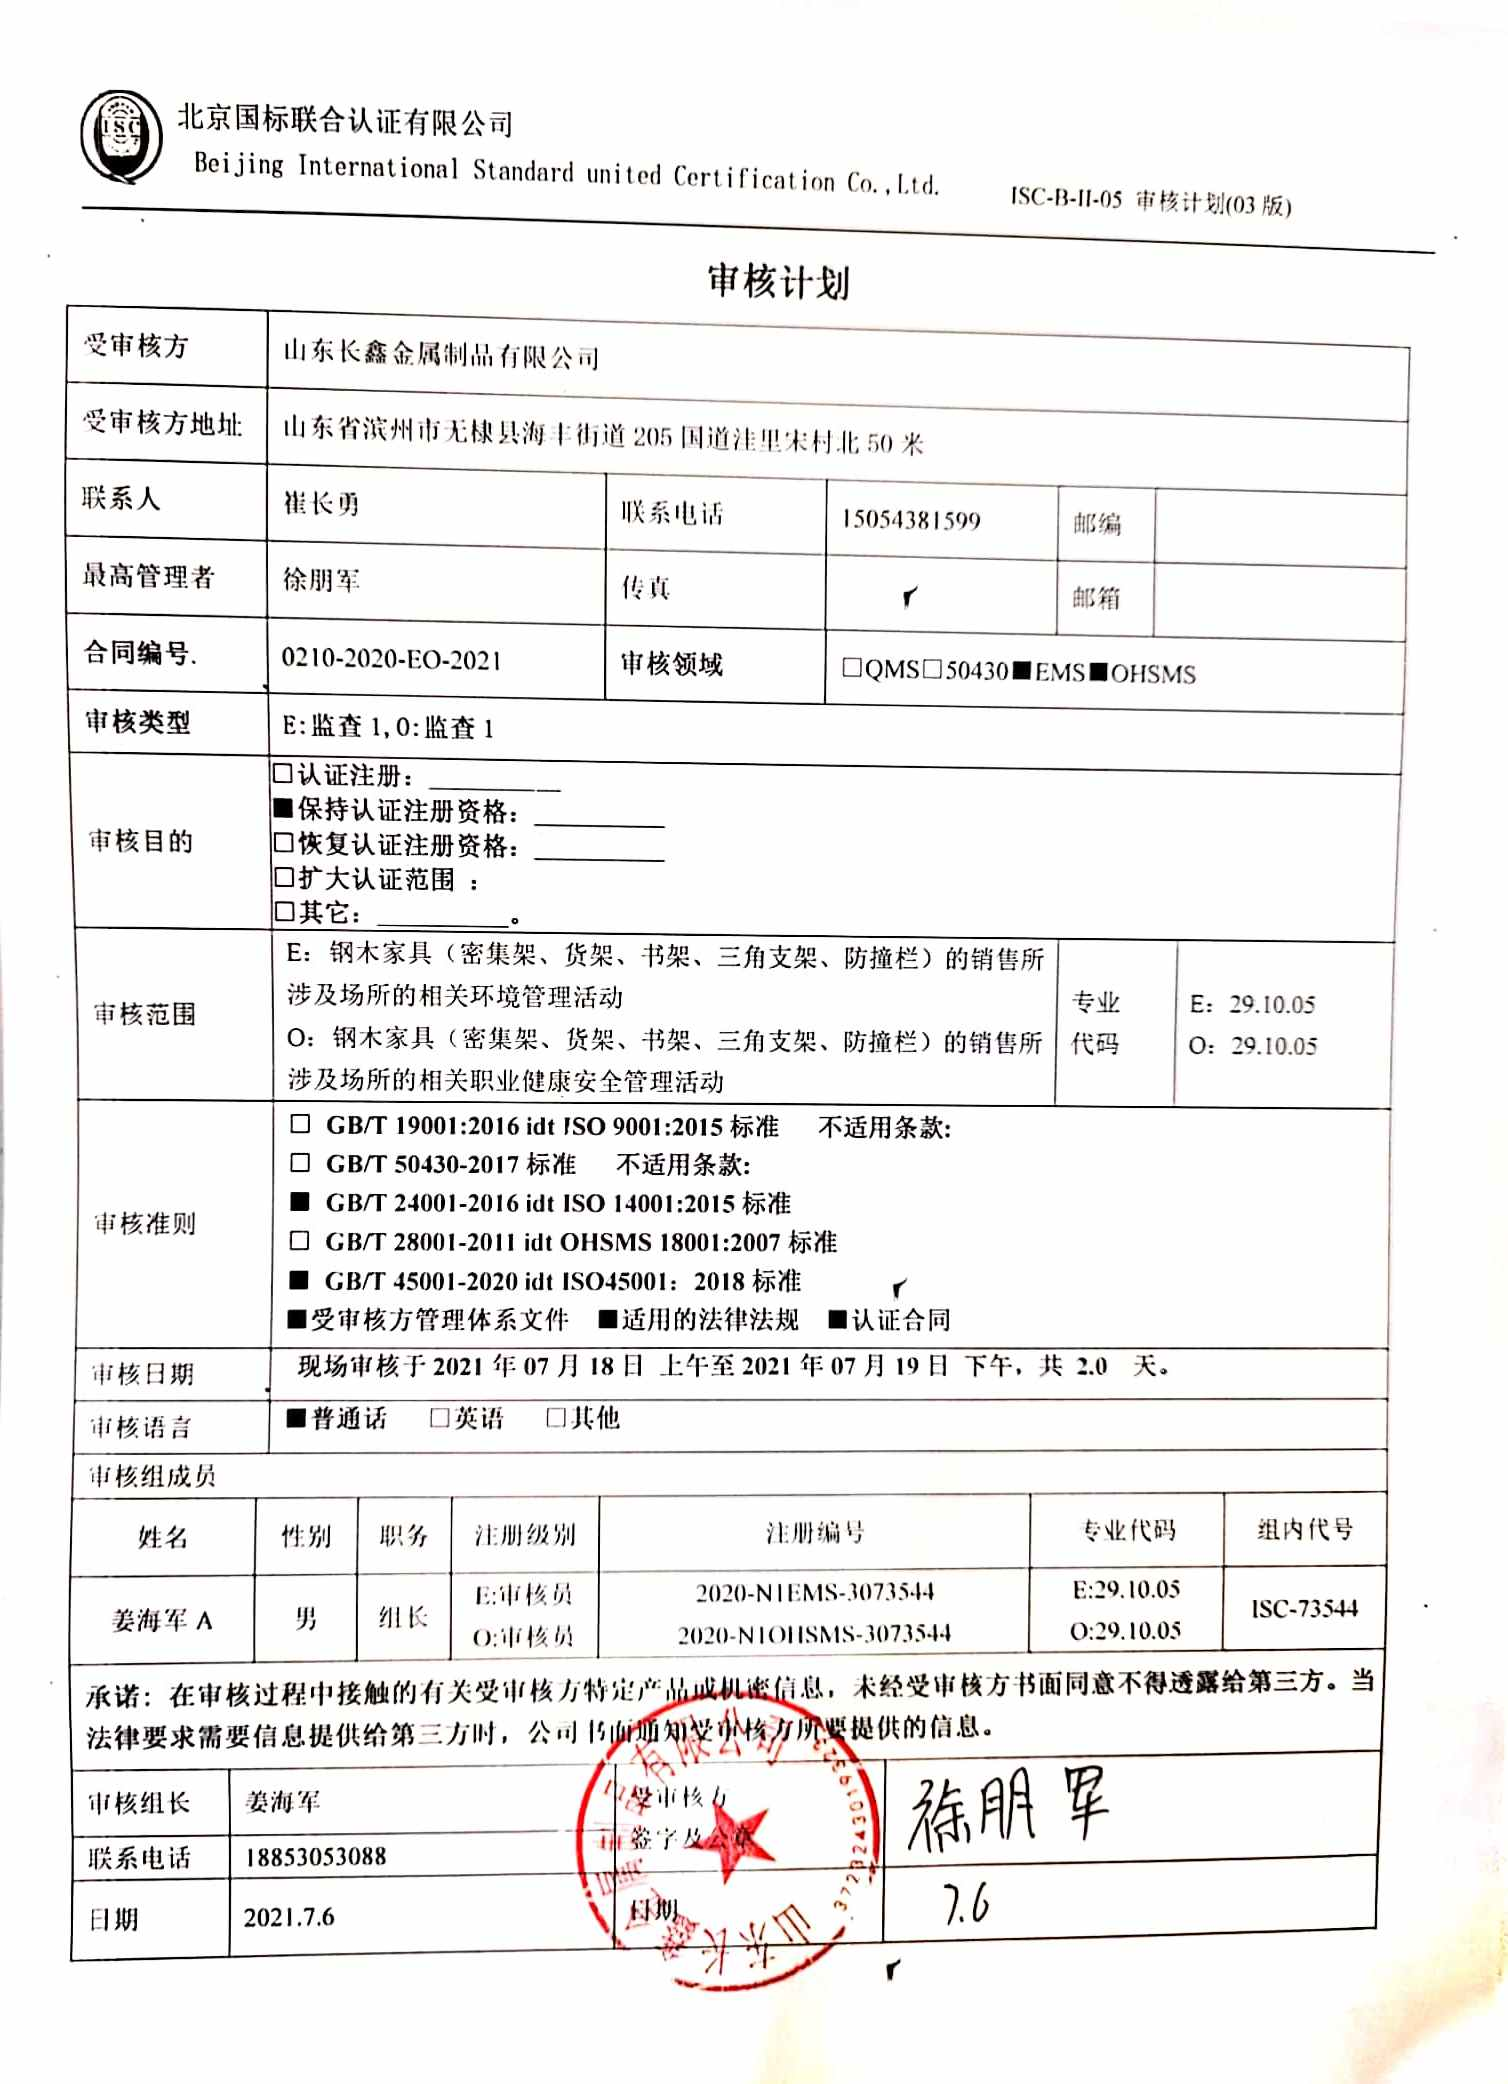 ISC
北京国标联合认证有限公司
Beijing International Standard united Certification Co.,Ltd.
ISC-B-II-05 审核计划(03 版)
审核计划
受审核方 山东长鑫金属制品有限公司
受审核方地址 山东省滨州市无棣县海丰街道 205 国道洼里宋村北 50 米
联系人 崔长勇 联系电话 15054381599 邮编
最高管理者 徐朋军 传真 邮箱
合同编号. 0210-2020-EO-2021 审核领域 □QMS□50430■EMS■OHSMS
审核类型 E:监查 1,O:监查 1
审核目的
□认证注册：
■保持认证注册资格：
□恢复认证注册资格：
□扩大认证范围 ：
□其它： 。
审核范围
E：钢木家具（密集架、货架、书架、三角支架、防撞栏）的销售所
涉及场所的相关环境管理活动
O：钢木家具（密集架、货架、书架、三角支架、防撞栏）的销售所
涉及场所的相关职业健康安全管理活动
专业
代码
E：29.10.05
O：29.10.05
审核准则
□ GB/T 19001:2016 idt ISO 9001:2015 标准 不适用条款:
□ GB/T 50430-2017 标准 不适用条款:
■ GB/T 24001-2016 idt ISO 14001:2015 标准
□ GB/T 28001-2011 idt OHSMS 18001:2007 标准
■ GB/T 45001-2020 idt ISO45001：2018 标准
■受审核方管理体系文件 ■适用的法律法规 ■认证合同
审核日期 现场审核于 2021 年 07 月 18 日 上午至 2021 年 07 月 19 日 下午，共 2.0 天。
审核语言 ■普通话 □英语 □其他
审核组成员
姓名 性别 职务 注册级别 注册编号 专业代码 组内代号
姜海军 A 男 组长
E:审核员
O:审核员
2020-N1EMS-3073544
2020-N1OHSMS-3073544
E:29.10.05
O:29.10.05
ISC-73544
承诺：在审核过程中接触的有关受审核方特定产品或机密信息，未经受审核方书面同意不得透露给第三方。当
法律要求需要信息提供给第三方时，公司书面通知受审核方所要提供的信息。
审核组长 姜海军
受审核方
签字及公章
徐朋军
联系电话 18853053088
日期 2021.7.6 日期 7.6